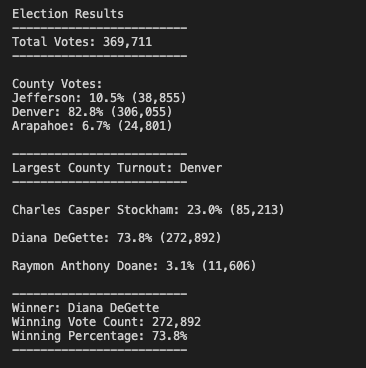 Election Results
-------------------------
Total Votes: 369,711
-------------------------
County Votes:
Jefferson: 10.5% (38,855)
Denver: 82.8% (306,055)
Arapahoe: 6.7% (24,801)
-------------------------
Largest County Turnout: Denver
-------------------------
Charles Casper Stockham: 23.0% (85,213)
Diana DeGette: 73.8% (272,892)
Raymon Anthony Doane: 3.1% (11,606)
-------------------------
Winner: Diana DeGette
Winning Vote Count: 272,892
Winning Percentage: 73.8%
-------------------------